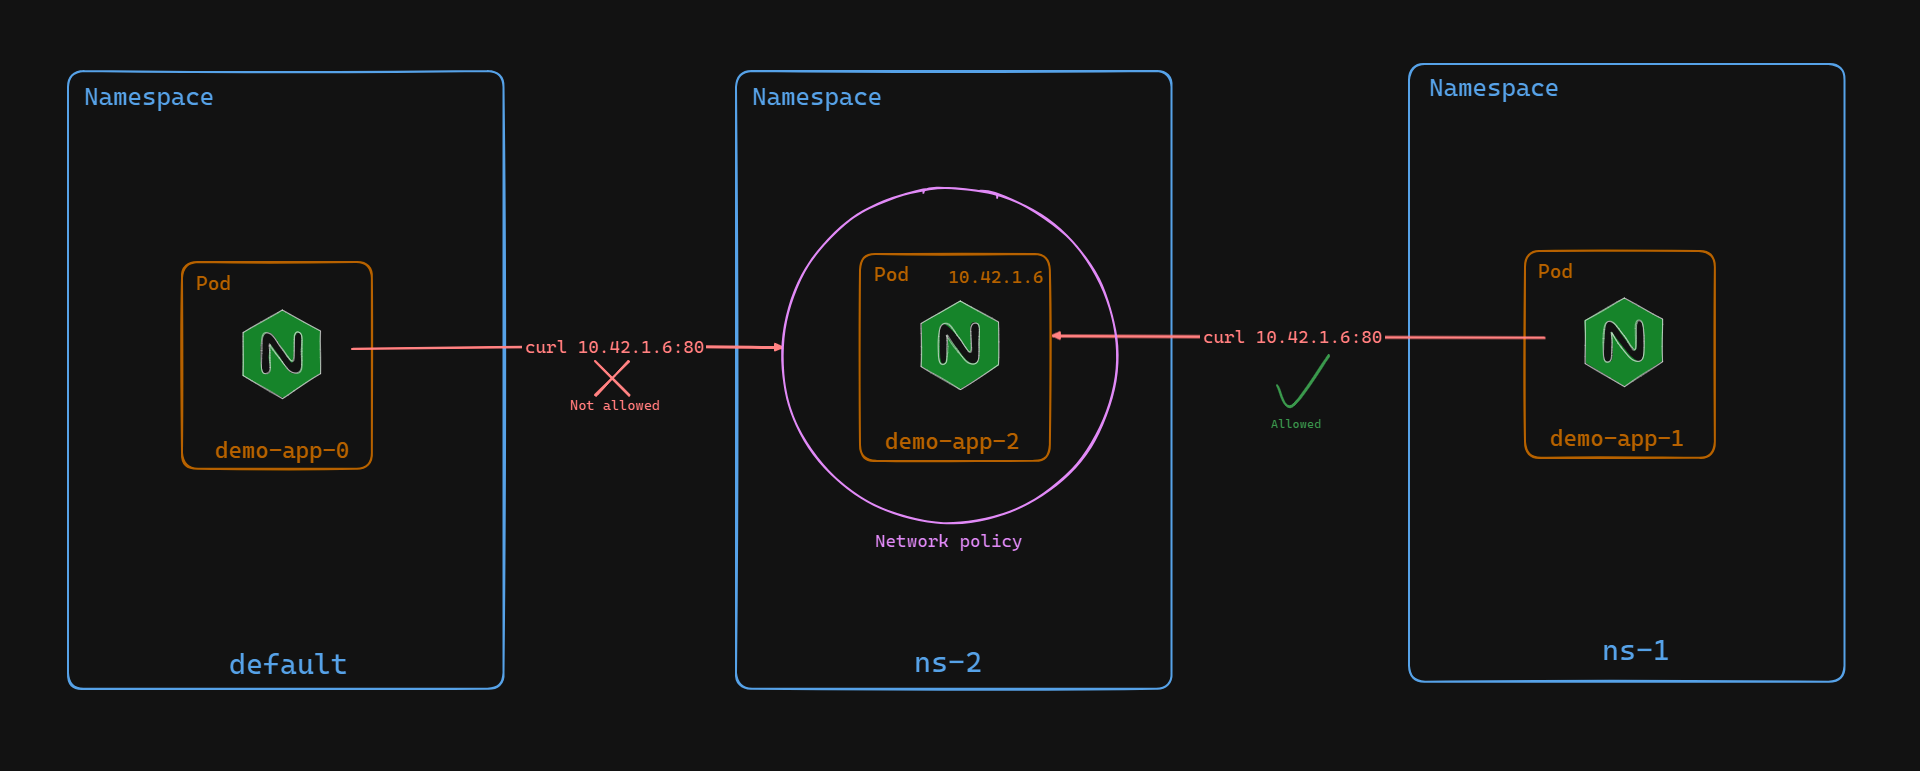 Namespace
Pod
N
demo-app-0
default
curl 10.42.1.6:80
Not allowed
Namespace
Pod 10.42.1.6
N
demo-app-2
Network policy
ns-2
curl 10.42.1.6:80
Allowed
Namespace
Pod
N
demo-app-1
ns-1